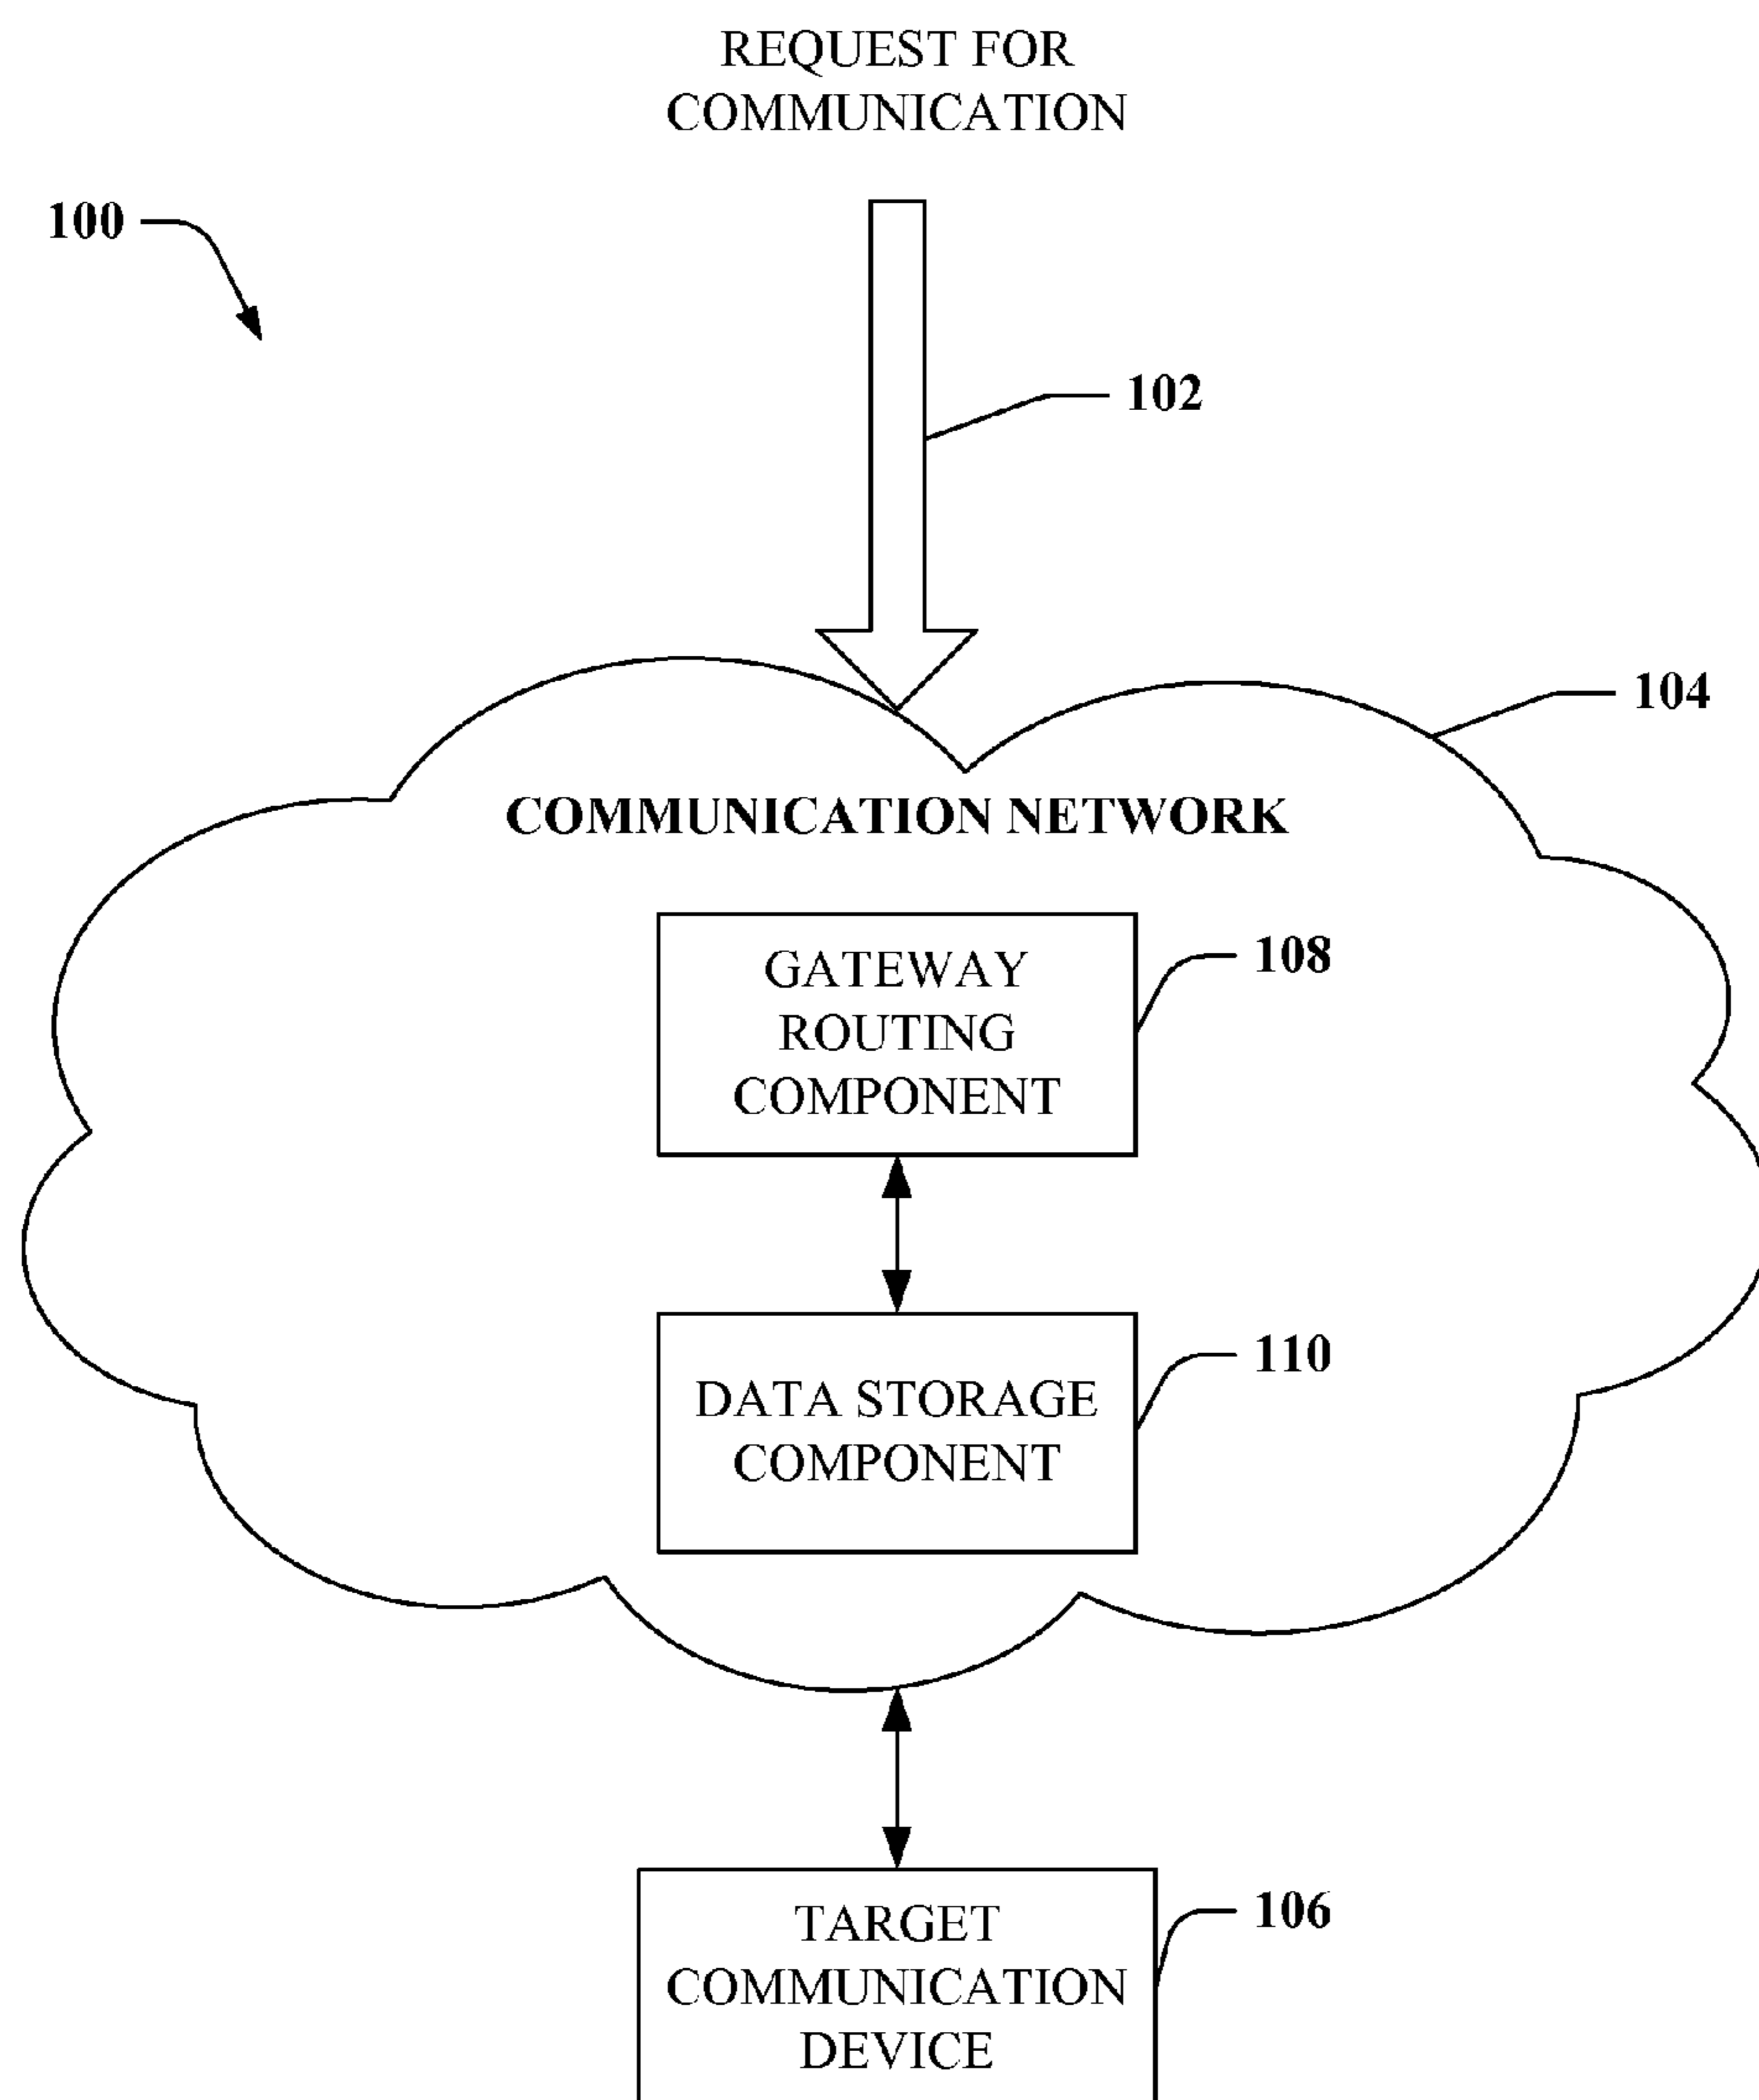 REQUEST FOR
COMMUNICATION
100
102
104
COMMUNICATION NETWORK
GATEWAY
ROUTING
COMPONENT
108
DATA STORAGE
COMPONENT
110
TARGET
COMMUNICATION
DEVICE
106